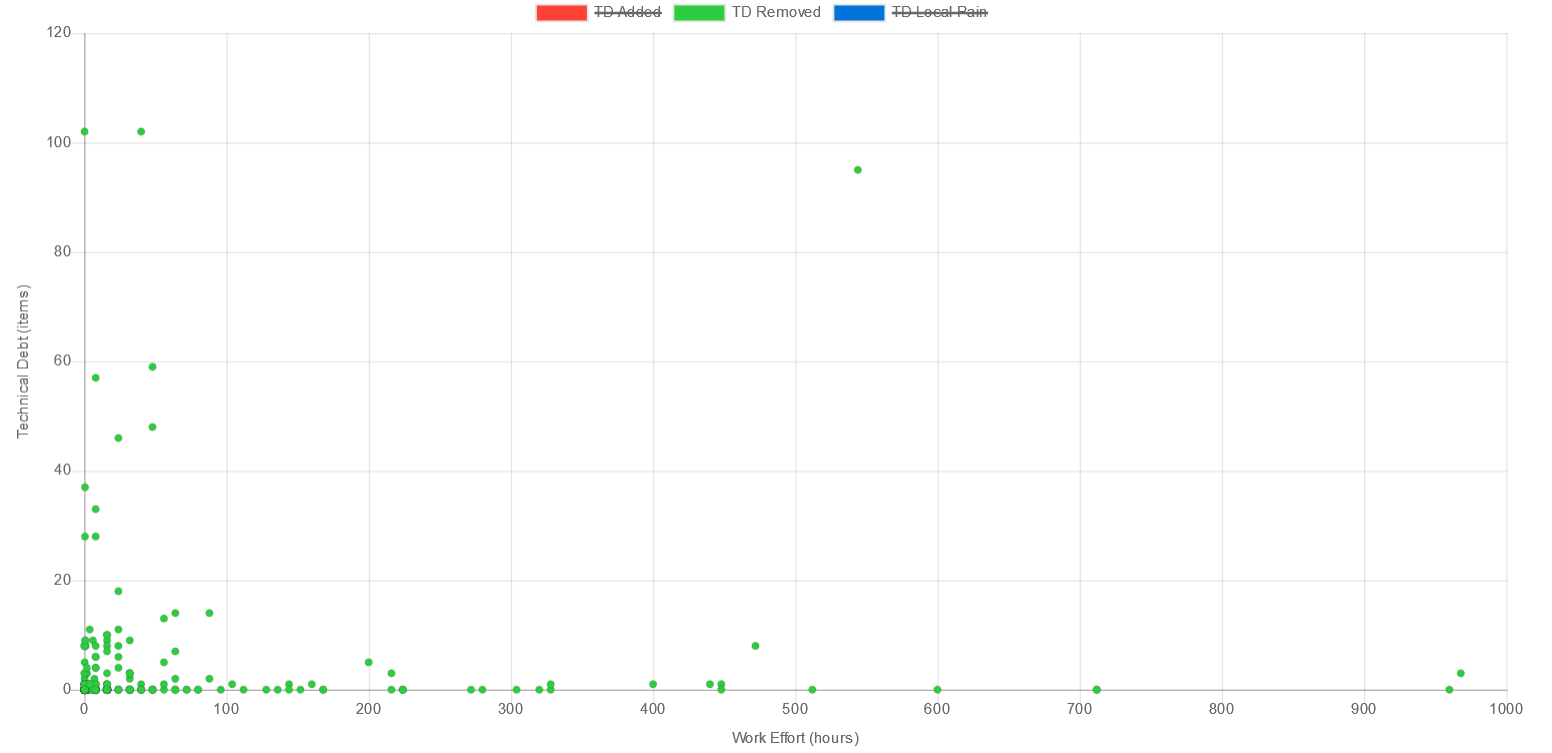 TD Added TD Removed TD Local Pain
120
100
80
60
40
20
0
Technical Debt (items)
0 100 200 300 400 500 600 700 800 900 1000
Work Effort (hours)